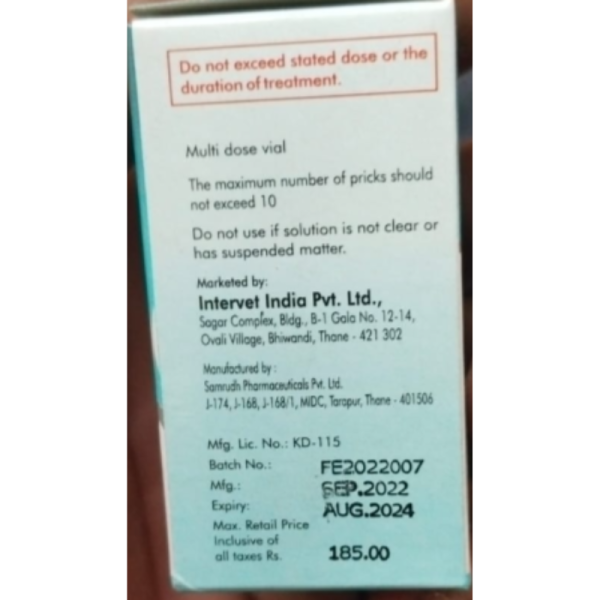 Do not exceed stated dose or the
duration of treatment.
Multi dose vial
The maximum number of pricks should
not exceed 10
Do not use if solution is not clear or
has suspended matter.
Marketed by:
Intervet India Pvt. Ltd.,
Sagar Complex, Bldg., B-1 Gala No. 12-14,
Ovali Village, Bhiwandi, Thane - 421 302
Manufactured by :
Samrudh Pharmaceuticals Pvt. Ltd.
J-174, J-168, J-168/1, MIDC, Tarapur, Thane - 401506
Mfg. Lic. No.: KD-115
Batch No.: FE2022007
Mfg.: SEP.2022
Expiry: AUG.2024
Max. Retail Price
Inclusive of
all taxes Rs. 185.00